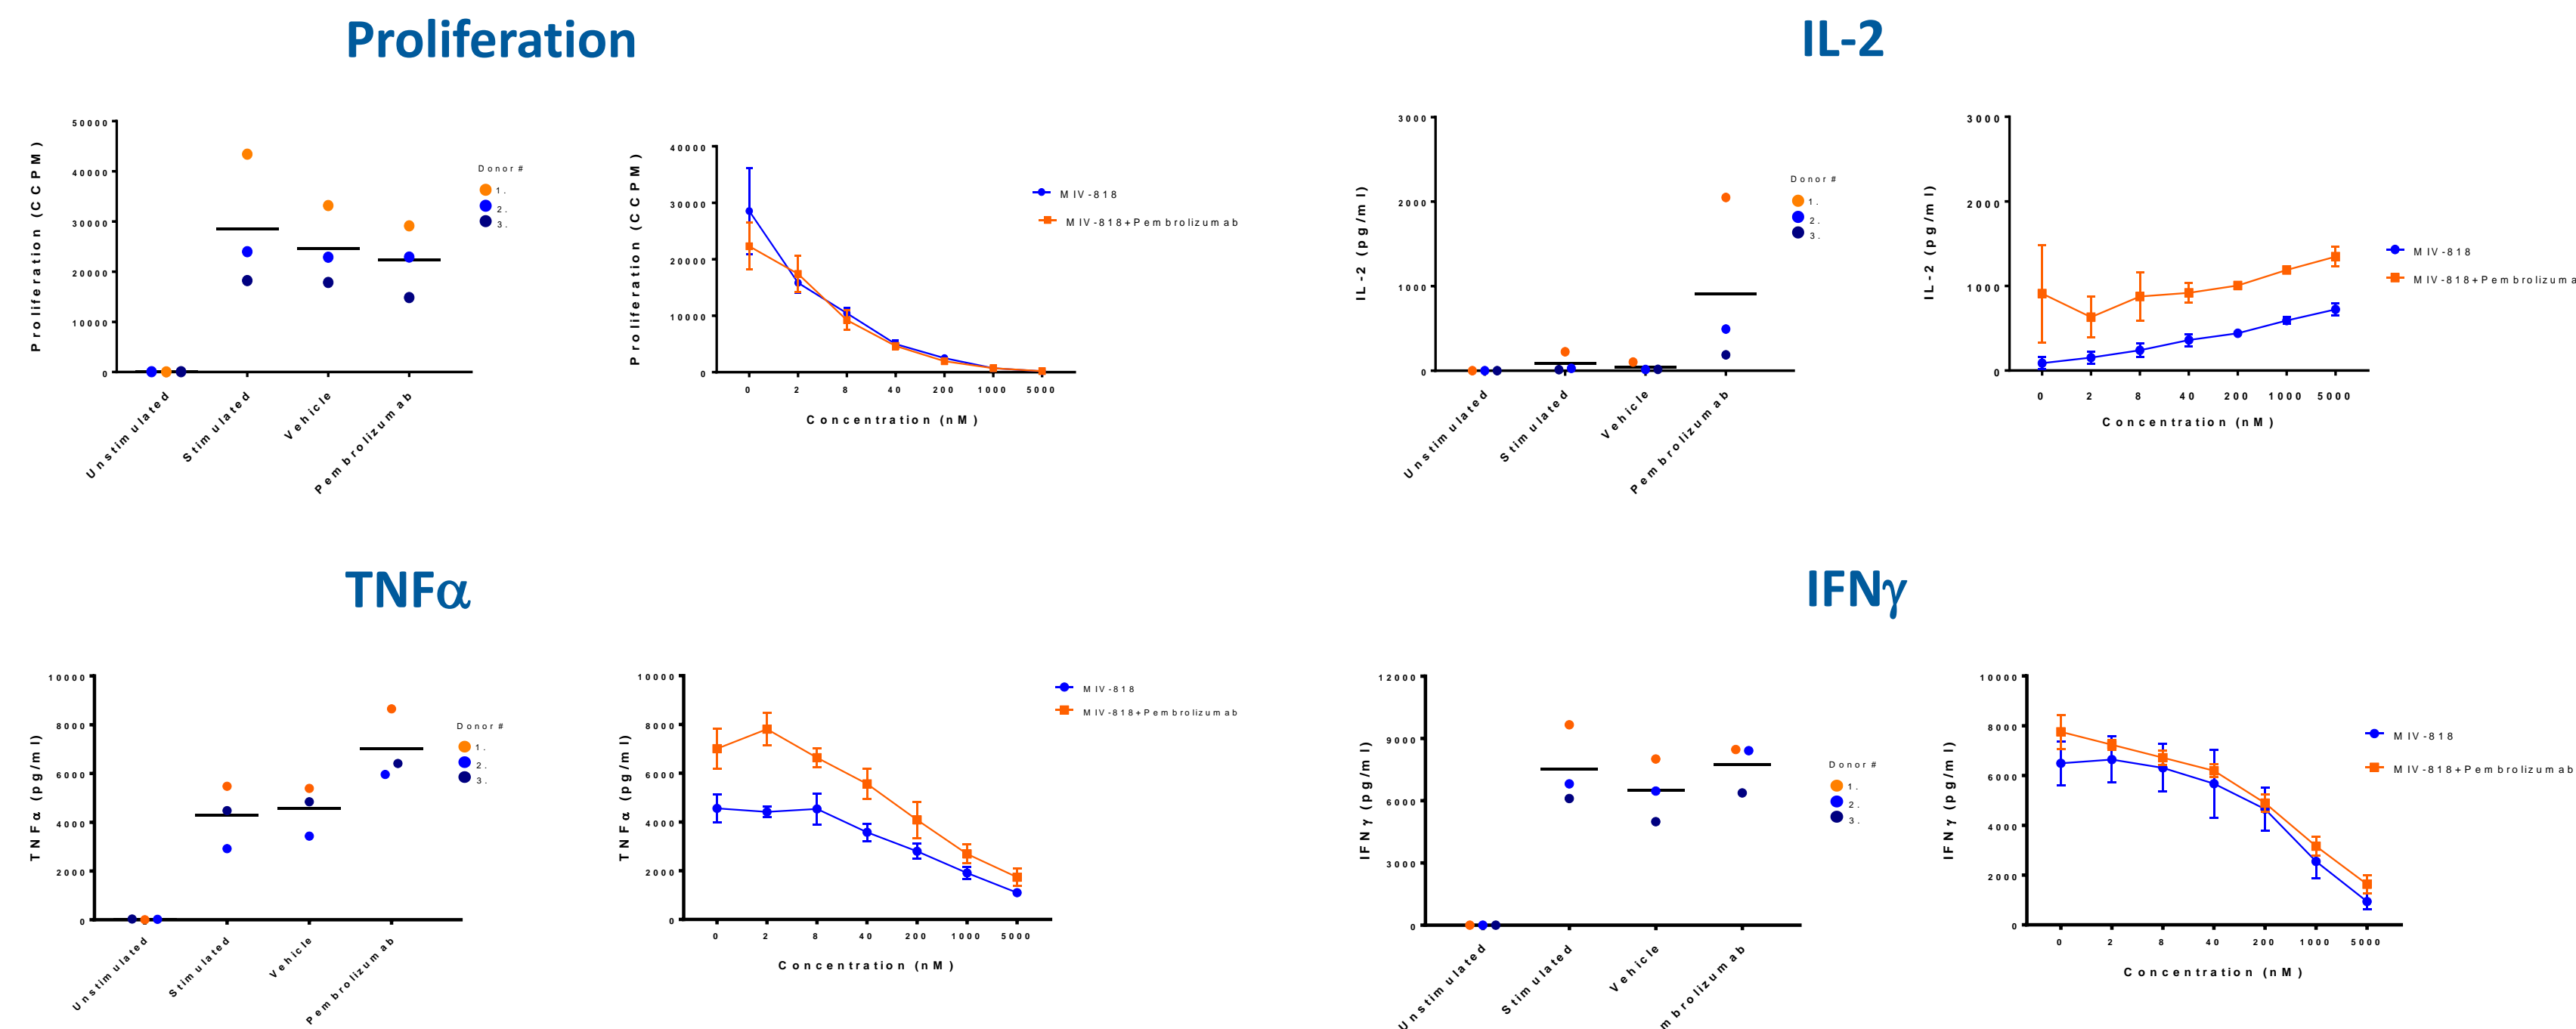 Proliferation
IL-2
Proliferation (CCPM)
50000
40000
30000
20000
10000
0
Unstimulated
Stimulated
Vehicle
Pembrolizumab
Donor #
1.
2.
3.
Proliferation (CCPM)
40000
30000
20000
10000
0
0 2 8 40 200 1000 5000
Concentration (nM)
MIV-818
MIV-818+Pembrolizumab
IL-2 (pg/ml)
3000
2000
1000
0
Unstimulated
Stimulated
Vehicle
Pembrolizumab
Donor #
1.
2.
3.
IL-2 (pg/ml)
3000
2000
1000
0
0 2 8 40 200 1000 5000
Concentration (nM)
MIV-818
MIV-818+Pembrolizuma
TNFα
IFNγ
TNFα (pg/ml)
10000
8000
6000
4000
2000
0
Unstimulated
Stimulated
Vehicle
Pembrolizumab
Donor #
1.
2.
3.
TNFα (pg/ml)
10000
8000
6000
4000
2000
0
0 2 8 40 200 1000 5000
Concentration (nM)
MIV-818
MIV-818+Pembrolizumab
IFNγ (pg/ml)
12000
9000
6000
3000
0
Unstimulated
Stimulated
Vehicle
mbrolizumab
Donor #
1.
2.
3.
IFNγ (pg/ml)
10000
8000
6000
4000
2000
0
0 2 8 40 200 1000 5000
Concentration (nM)
MIV-818
MIV-818+Pembrolizumab